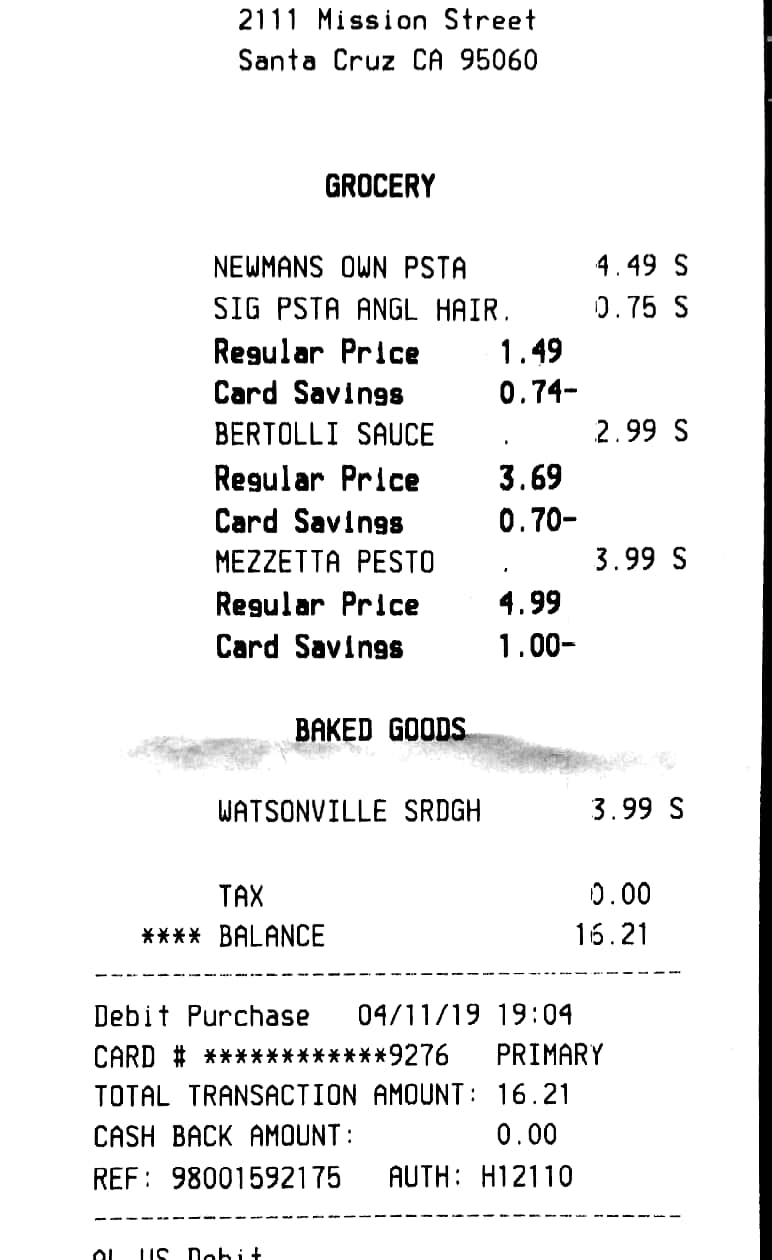 2111 Mission Street
Santa Cruz CA 95060
GROCERY
NEWMANS OWN PSTA 4.49 S
SIG PSTA ANGL HAIR. 0.75 S
Regular Price 1.49
Card Savings 0.74-
BERTOLLI SAUCE . 2.99 S
Regular Price 3.69
Card Savings 0.70-
MEZZETTA PESTO . 3.99 S
Regular Price 4.99
Card Savings 1.00-
BAKED GOODS
WATSONVILLE SRDGH 3.99 S
TAX 0.00
**** BALANCE 16.21
Debit Purchase 04/11/19 19:04
CARD # ************9276 PRIMARY
TOTAL TRANSACTION AMOUNT: 16.21
CASH BACK AMOUNT: 0.00
REF: 98001592175 AUTH: H12110
US Debit